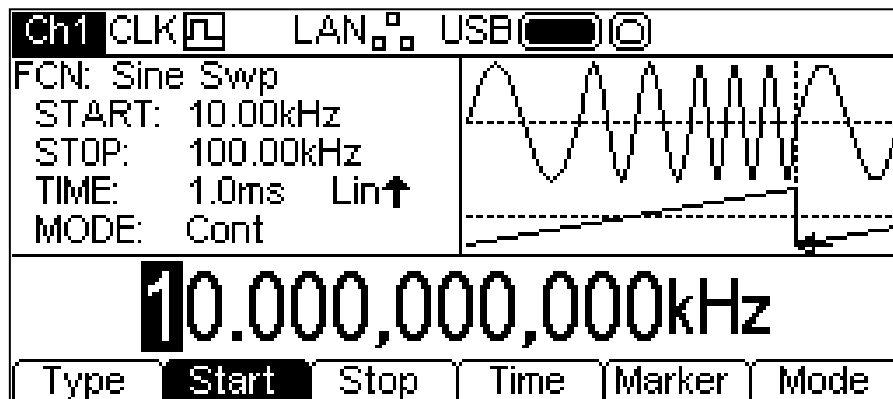 Ch1 CLK LAN USB
FCN: Sine Swp
START: 10.00kHz
STOP: 100.00kHz
TIME: 1.0ms Lin↑
MODE: Cont
10.000,000,000kHz
Type Start Stop Time Marker Mode